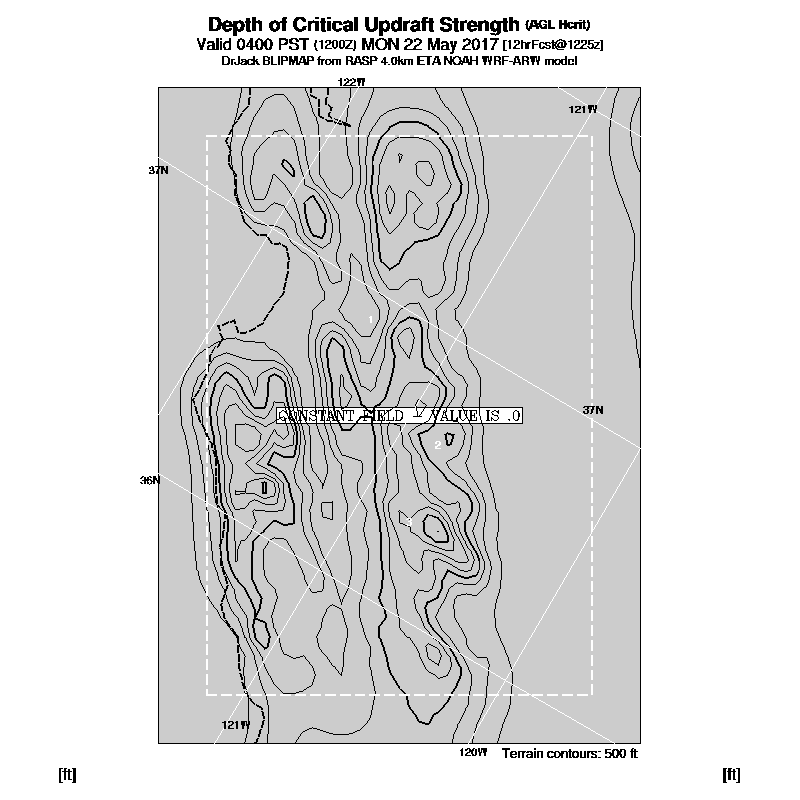 Depth of Critical Updraft Strength (AGL Hcrit)
Valid 0400 PST (1200Z) MON 22 May 2017 [12hrFcst@1225z]
DrJack BLIPMAP from RASP 4.0km ETA NOAH WRF-ARW model
122W
121W
37N
1
CONSTANT FIELD - VALUE IS .0
37N
2
36N
3
121W
120W
Terrain contours: 500 ft
[ft]
[ft]